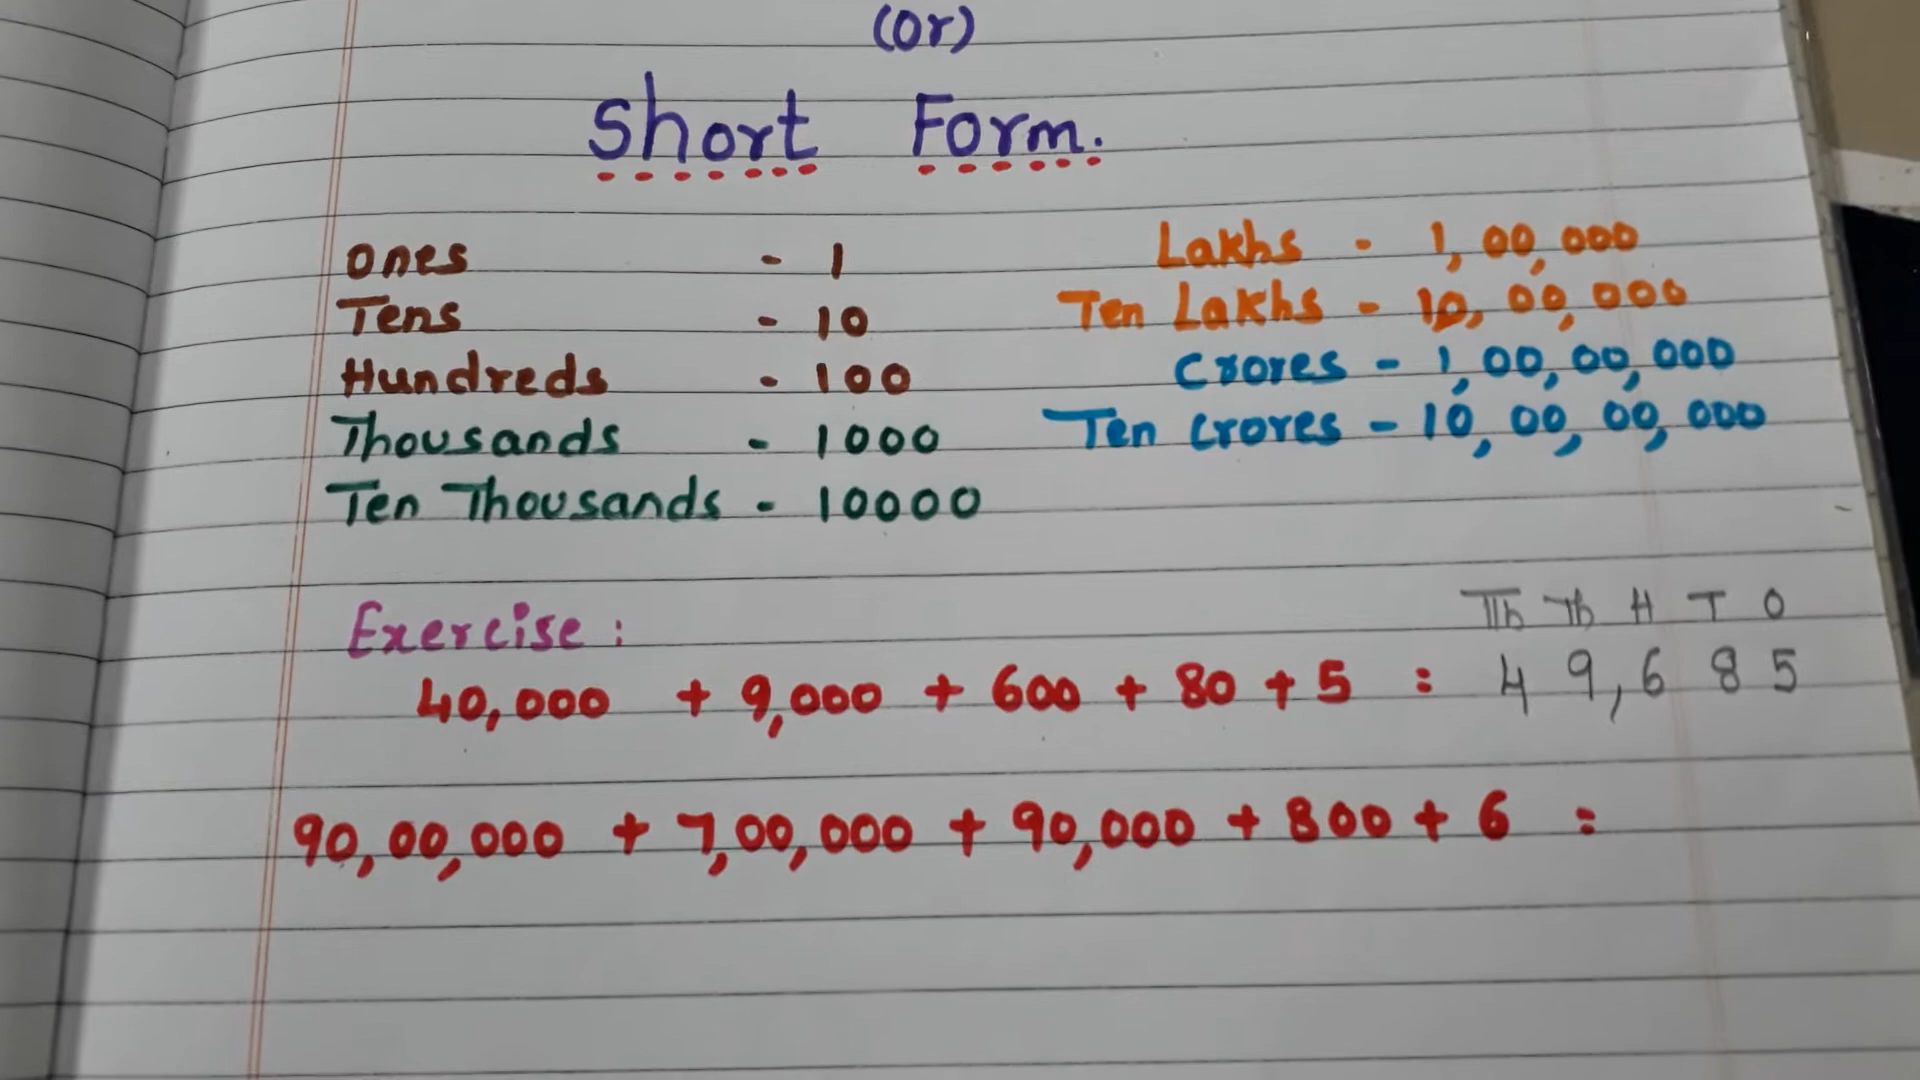 (or)
Short Form.
Ones - 1
Tens - 10
Hundreds - 100
Thousands - 1000
Ten Thousands - 10000
Lakhs - 1,00,000
Ten Lakhs - 10,00,000
Crores - 1,00,00,000
Ten Crores - 10,00,00,000
Exercise :
TTh Th H T O
40,000 + 9,000 + 600 + 80 + 5 = 49,685
90,00,000 + 7,00,000 + 90,000 + 800 + 6 =